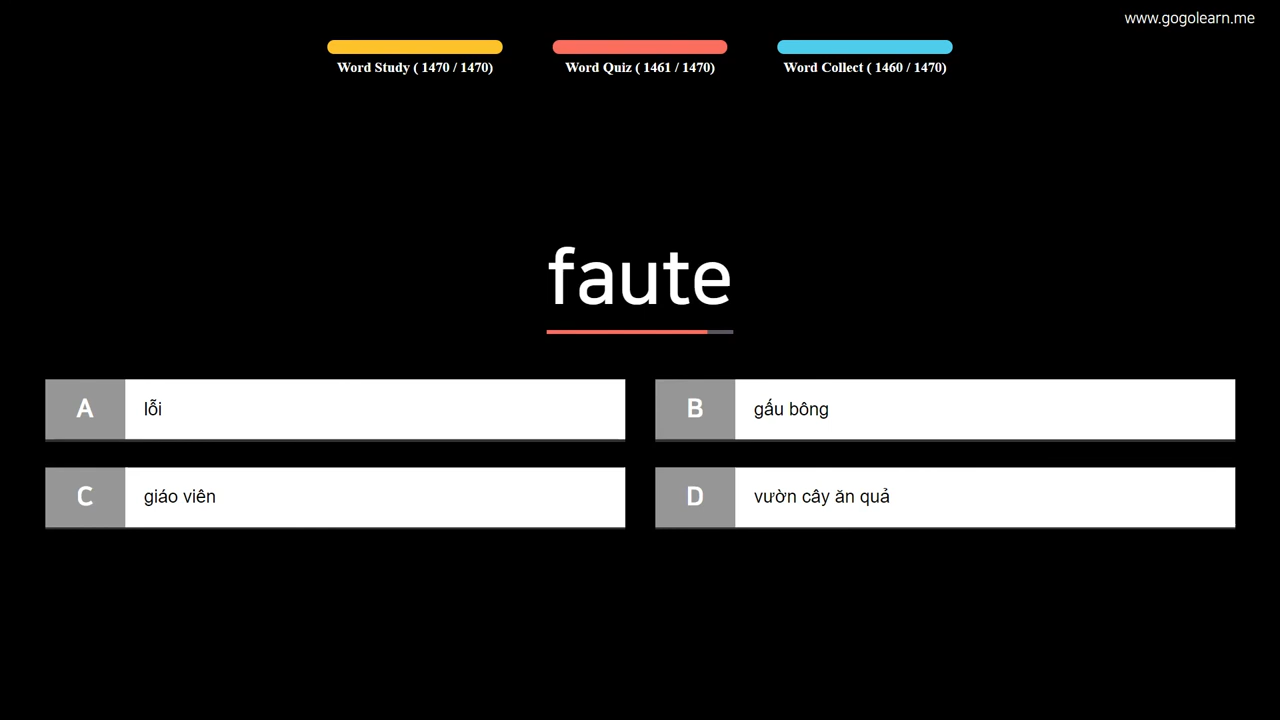 www.gogolearn.me
Word Study ( 1470 / 1470)
Word Quiz ( 1461 / 1470)
Word Collect ( 1460 / 1470)
faute
A lỗi
B gấu bông
C giáo viên
D vườn cây ăn quả